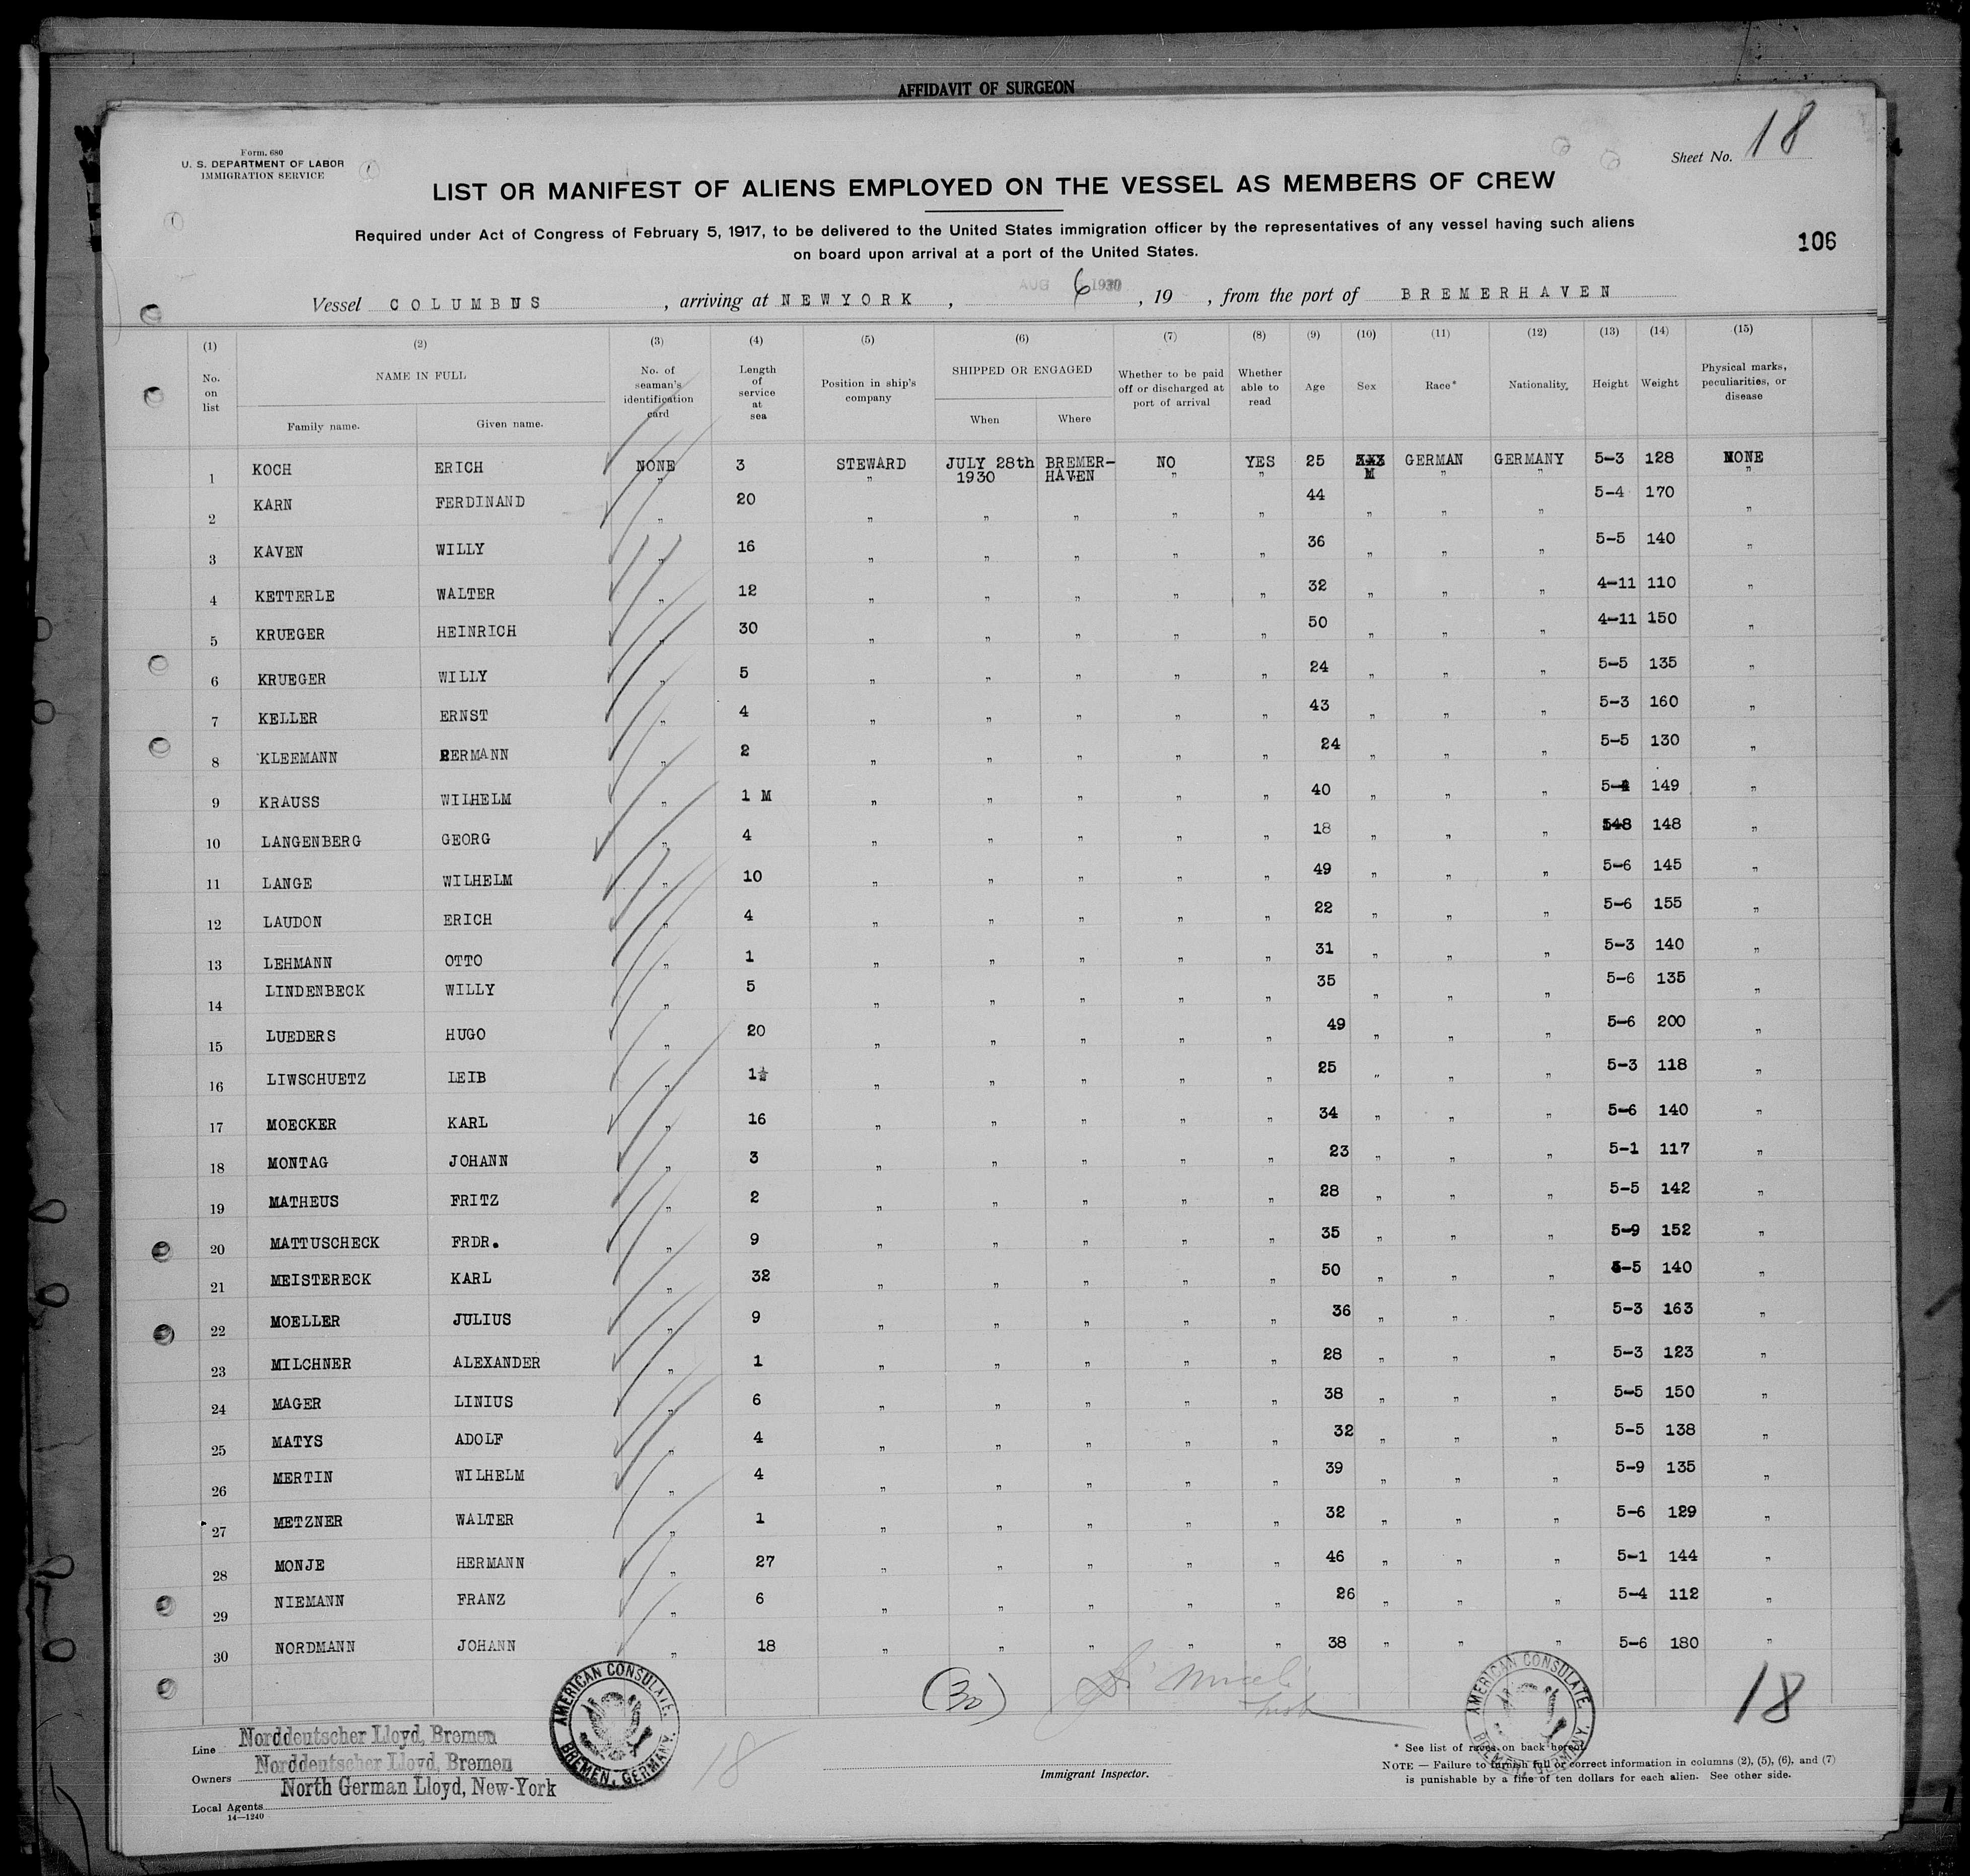 AFFIDAVIT OF SURGEON
Form. 680
U. S. DEPARTMENT OF LABOR
IMMIGRATION SERVICE
Sheet No. 18
LIST OR MANIFEST OF ALIENS EMPLOYED ON THE VESSEL AS MEMBERS OF CREW
Required under Act of Congress of February 5, 1917, to be delivered to the United States immigration officer by the representatives of any vessel having such aliens
on board upon arrival at a port of the United States.
106
Vessel COLUMBUS, arriving at NEWYORK, AUG 6 1930, 19 , from the port of BREMERHAVEN
(1) (2) (3) (4) (5) (6) (7) (8) (9) (10) (11) (12) (13) (14) (15)
No. on list NAME IN FULL Family name. Given name. No. of seaman's identification card Length of service at sea Position in ship's company SHIPPED OR ENGAGED When Where Whether to be paid off or discharged at port of arrival Whether able to read Age Sex Race* Nationality. Height Weight Physical marks, peculiarities, or disease
1 KOCH ERICH NONE 3 STEWARD JULY 28th 1930 BREMER-HAVEN NO YES 25 M GERMAN GERMANY 5-3 128 NONE
2 KARN FERDINAND " 20 " " " " " 44 " " " 5-4 170 "
3 KAVEN WILLY " 16 " " " " " 36 " " " 5-5 140 "
4 KETTERLE WALTER " 12 " " " " " 32 " " " 4-11 110 "
5 KRUEGER HEINRICH " 30 " " " " " 50 " " " 4-11 150 "
6 KRUEGER WILLY " 5 " " " " " 24 " " " 5-5 135 "
7 KELLER ERNST " 4 " " " " " 43 " " " 5-3 160 "
8 KLEEMANN HERMANN " 2 " " " " " 24 " " " 5-5 130 "
9 KRAUSS WILHELM " 1 M " " " " " 40 " " " 5-4 149 "
10 LANGENBERG GEORG " 4 " " " " " 18 " " " 148 "
11 LANGE WILHELM " 10 " " " " " 49 " " " 5-6 145 "
12 LAUDON ERICH " 4 " " " " " 22 " " " 5-6 155 "
13 LEHMANN OTTO " 1 " " " " " 31 " " " 5-3 140 "
14 LINDENBECK WILLY " 5 " " " " " 35 " " " 5-6 135 "
15 LUEDERS HUGO " 20 " " " " " 49 " " " 5-6 200 "
16 LIWSCHUETZ LEIB " 1½ " " " " " 25 " " " 5-3 118 "
17 MOECKER KARL " 16 " " " " " 34 " " " 5-6 140 "
18 MONTAG JOHANN " 3 " " " " " 23 " " " 5-1 117 "
19 MATHEUS FRITZ " 2 " " " " " 28 " " " 5-5 142 "
20 MATTUSCHECK FRDR. " 9 " " " " " 35 " " " 5-9 152 "
21 MEISTERECK KARL " 32 " " " " " 50 " " " 5-5 140 "
22 MOELLER JULIUS " 9 " " " " " 36 " " " 5-3 163 "
23 MILCHNER ALEXANDER " 1 " " " " " 28 " " " 5-3 123 "
24 MAGER LINIUS " 6 " " " " " 38 " " " 5-5 150 "
25 MATYS ADOLF " 4 " " " " " 32 " " " 5-5 138 "
26 MERTIN WILHELM " 4 " " " " " 39 " " " 5-9 135 "
27 METZNER WALTER " 1 " " " " " 32 " " " 5-6 129 "
28 MONJE HERMANN " 27 " " " " " 46 " " " 5-1 144 "
29 NIEMANN FRANZ " 6 " " " " " 26 " " " 5-4 112 "
30 NORDMANN JOHANN " 18 " " " " " 38 " " " 5-6 180 "
(30)
18
AMERICAN CONSULATE. BREMEN, GERMANY.
AMERICAN CONSULATE BREMEN, GERMANY.
Line Norddeutscher Lloyd, Bremen
Owners Norddeutscher Lloyd, Bremen
Local Agents North German Lloyd, New-York
14—1240
18
Immigrant Inspector.
* See list of races on back hereof.
NOTE — Failure to furnish full or correct information in columns (2), (5), (6), and (7)
is punishable by a fine of ten dollars for each alien. See other side.